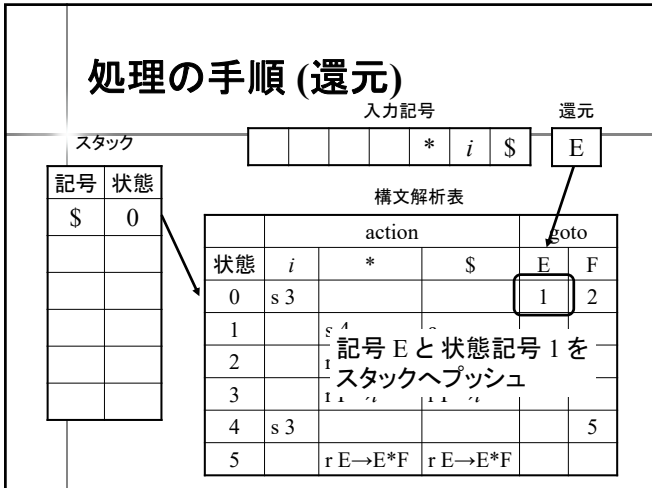 処理の手順 (還元)
入力記号 還元
スタック
* i $ E
記号 状態
$ 0
構文解析表
action goto
状態 i * $ E F
0 s 3 1 2
1
2
3
記号 E と 状態記号 1 を
スタックへプッシュ
4 s 3 5
5 r E→E*F r E→E*F